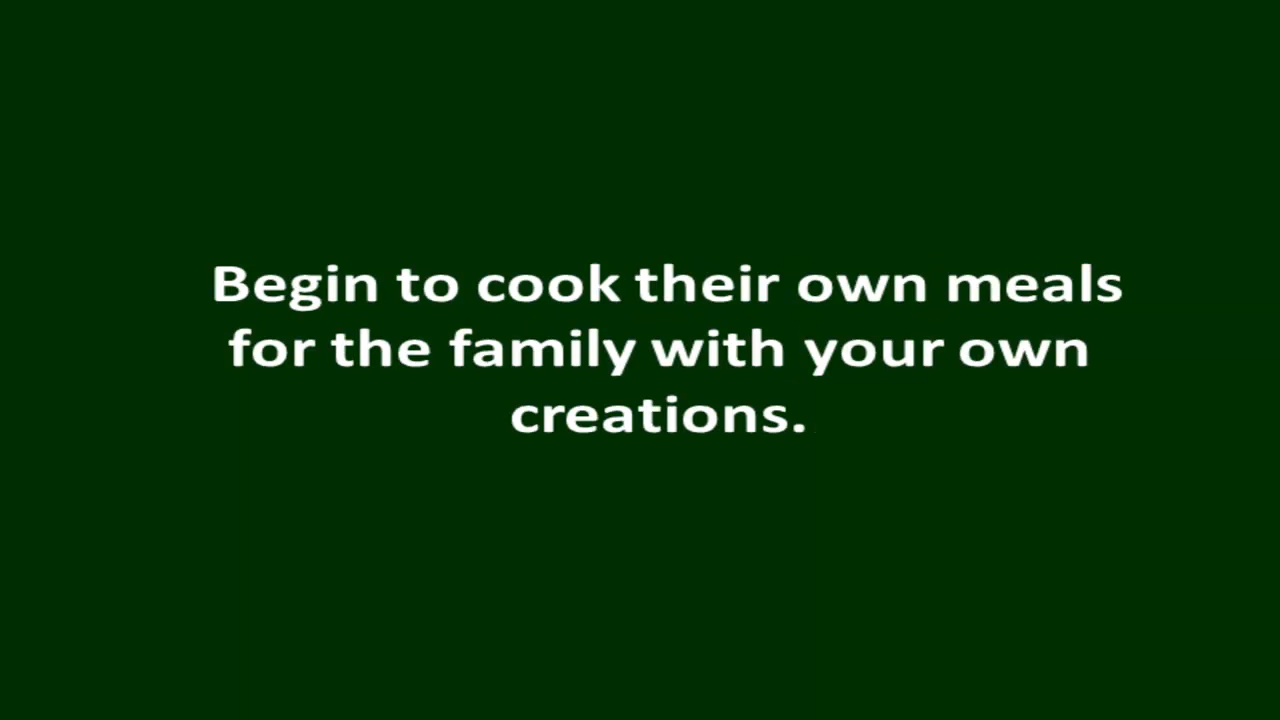 Begin to cook their own meals
for the family with your own
creations.